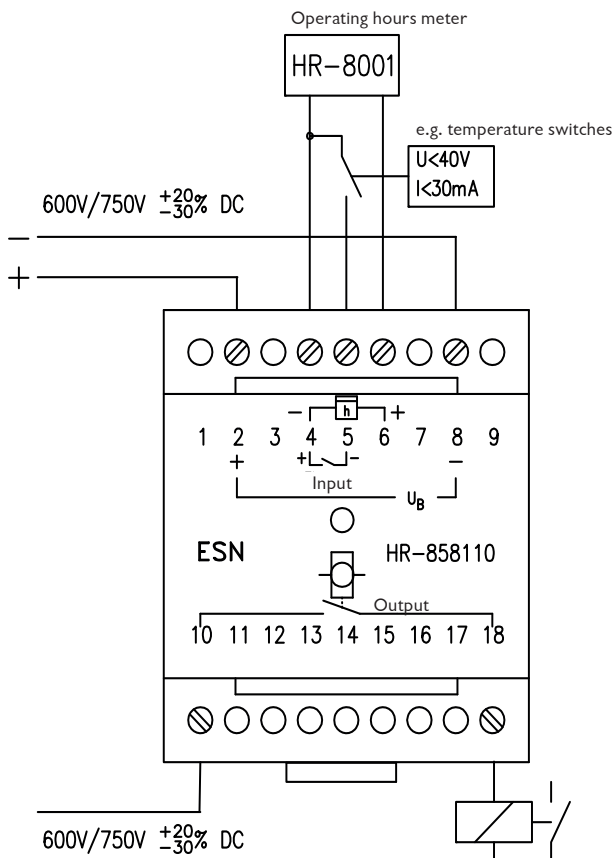 Operating hours meter
HR-8001
e.g. temperature switches
U<40V
I<30mA
600V/750V +20% -30% DC
−
+
− h +
1 2 3 4 5 6 7 8 9
+ + − −
Input
U_B
ESN HR-858110
Output
10 11 12 13 14 15 16 17 18
600V/750V +20% -30% DC